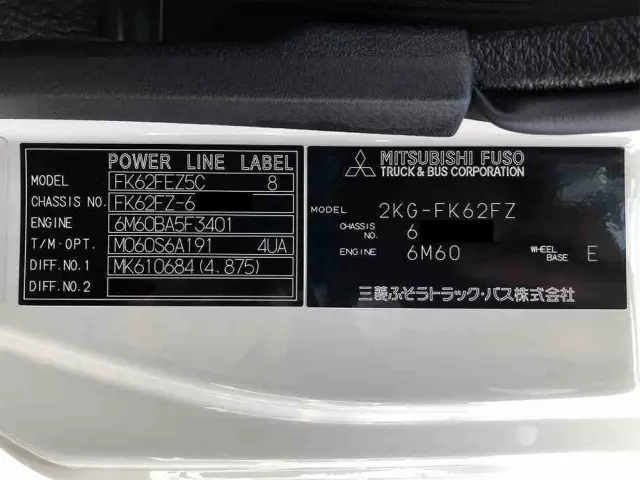 POWER LINE LABEL
MODEL FK62FEZ5C 8
CHASSIS NO. FK62FZ-6
ENGINE 6M60BA5F3401
T/M·OPT. M060S6A191 4UA
DIFF.NO.1 MK610684(4.875)
DIFF.NO.2
MITSUBISHI FUSO
TRUCK & BUS CORPORATION
MODEL 2KG-FK62FZ
CHASSIS NO. 6
ENGINE 6M60 WHEEL BASE E
三菱ふそうトラック・バス株式会社